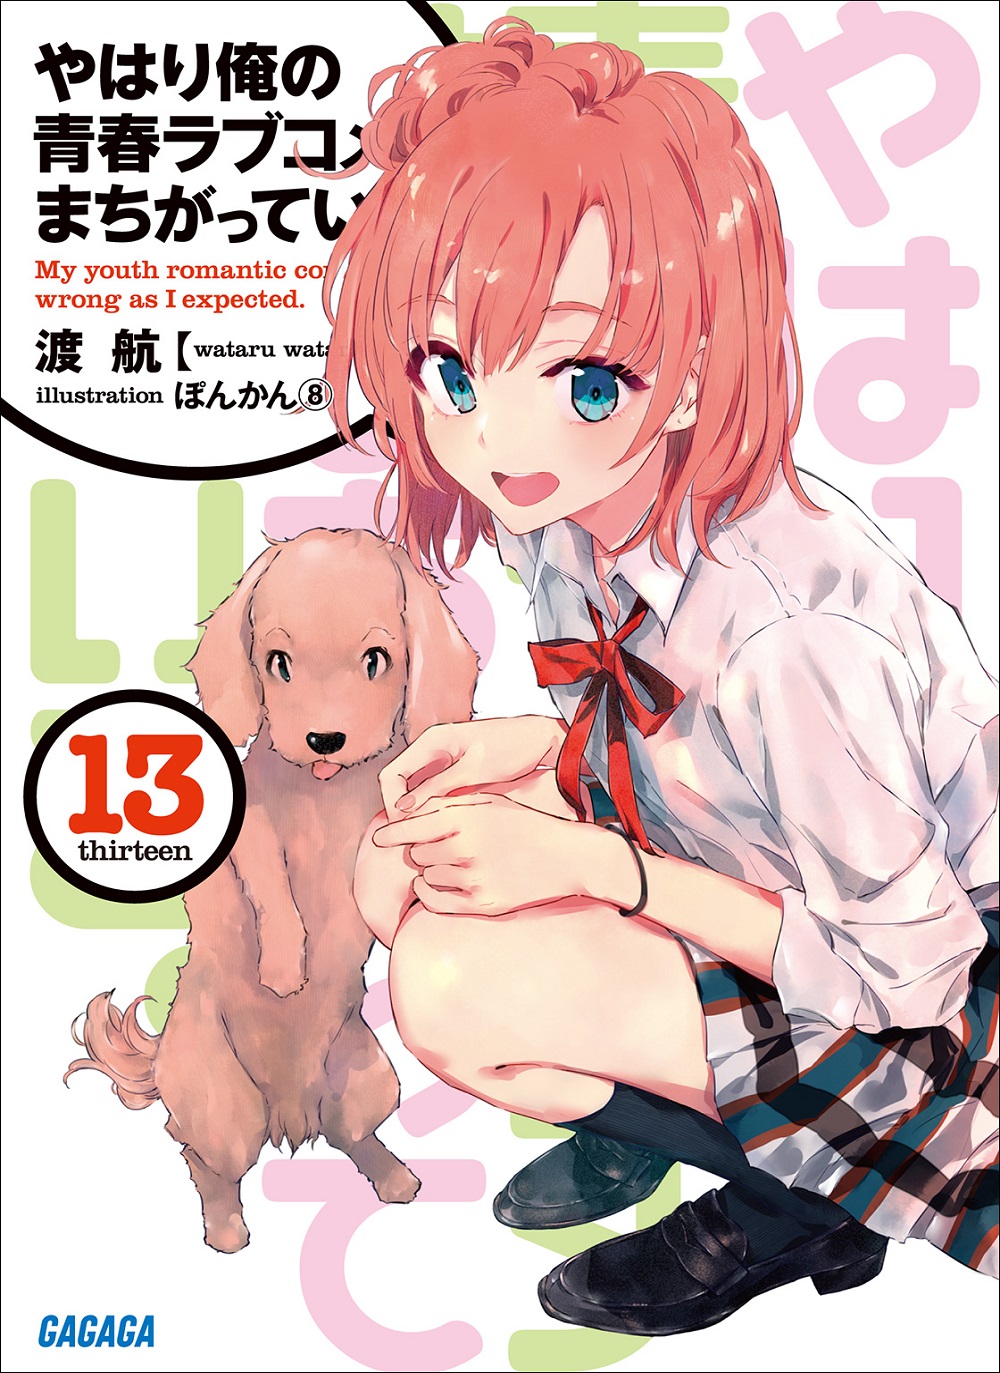 やはり俺の
青春ラブコメ
まちがってい
My youth romantic co
wrong as I expected.
渡 航【wataru wata
illustration ぽんかん⑧
13
thirteen
GAGAGA